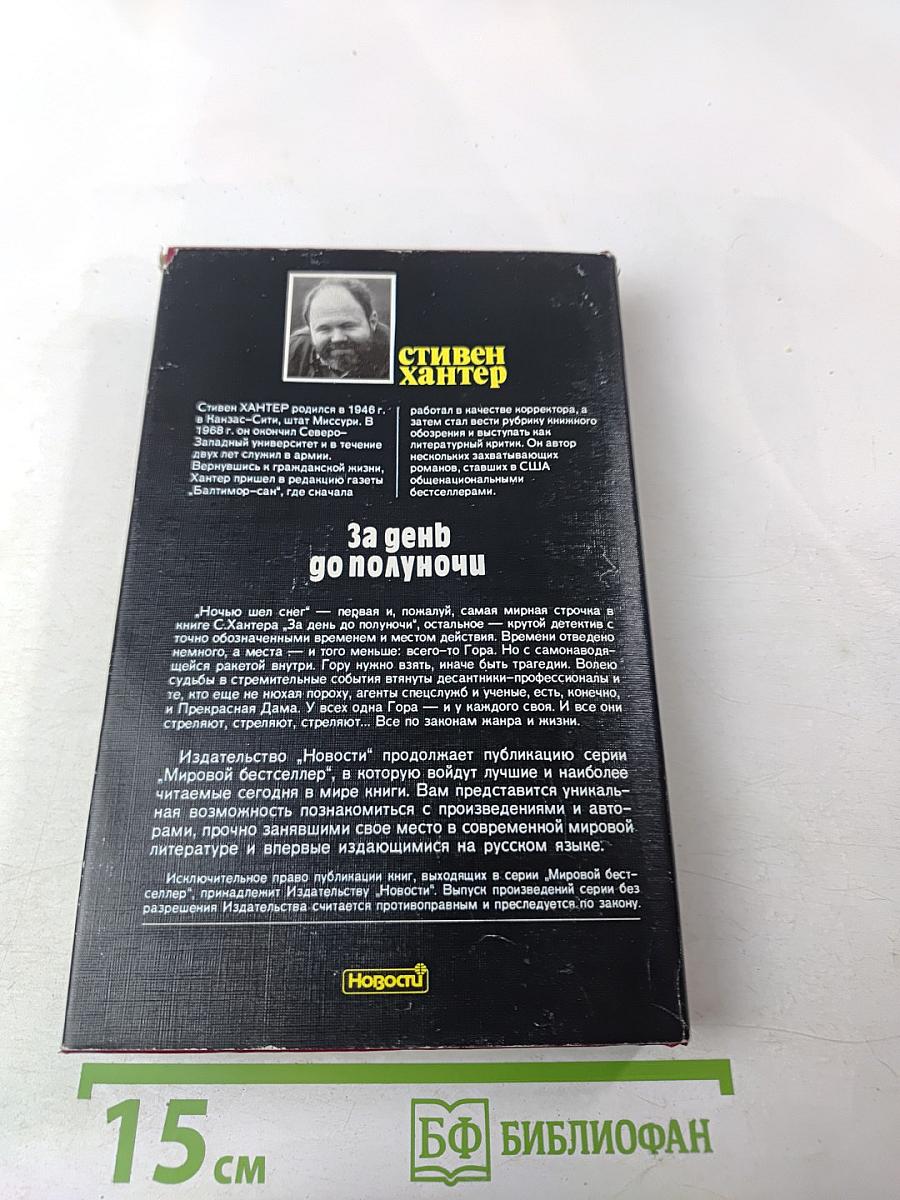 стивен
хантер
Стивен ХАНТЕР родился в 1946 г.
в Канзас-Сити, штат Миссури. В
1968 г. он окончил Северо-
Западный университет и в течение
двух лет служил в армии.
Вернувшись к гражданской жизни,
Хантер пришел в редакцию газеты
„Балтимор-сан“, где сначала
работал в качестве корректора, а
затем стал вести рубрику книжного
обозрения и выступать как
литературный критик. Он автор
нескольких захватывающих
романов, ставших в США
общенациональными
бестселлерами.
За день
до полуночи
„Ночью шел снег“ — первая и, пожалуй, самая мирная строчка в
книге С.Хантера „За день до полуночи“, остальное — крутой детектив с
точно обозначенными временем и местом действия. Времени отведено
немного, а места — и того меньше: всего-то Гора. Но с самонаводя-
щейся ракетой внутри. Гору нужно взять, иначе быть трагедии. Волею
судьбы в стремительные события втянуты десантники-профессионалы и
те, кто еще не нюхал пороху, агенты спецслужб и ученые, есть, конечно,
и Прекрасная Дама. У всех одна Гора — и у каждого своя. И все они
стреляют, стреляют, стреляют... Все по законам жанра и жизни.
Издательство „Новости“ продолжает публикацию серии
„Мировой бестселлер“, в которую войдут лучшие и наиболее
читаемые сегодня в мире книги. Вам представится уникаль-
ная возможность познакомиться с произведениями и авто-
рами, прочно занявшими свое место в современной мировой
литературе и впервые издающимися на русском языке.
Исключительное право публикации книг, выходящих в серии „Мировой бест-
селлер“, принадлежит Издательству „Новости“. Выпуск произведений серии без
разрешения Издательства считается противоправным и преследуется по закону.
Новости
15 см
БФ БИБЛИОФАН